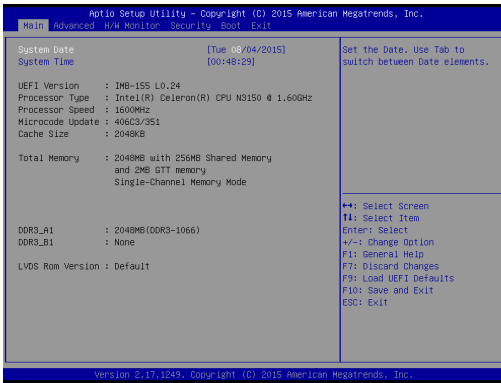 Aptio Setup Utility - Copyright (C) 2015 American Megatrends, Inc.
Main Advanced H/W Monitor Security Boot Exit
System Date [Tue 08/04/2015]
System Time [00:48:29]
UEFI Version : IMB-155 L0.24
Processor Type : Intel(R) Celeron(R) CPU N3150 @ 1.60GHz
Processor Speed : 1600MHz
Microcode Update : 406C3/351
Cache Size : 2048KB
Total Memory : 2048MB with 256MB Shared Memory
and 2MB GTT memory
Single-Channel Memory Mode
DDR3_A1 : 2048MB(DDR3-1066)
DDR3_B1 : None
LVDS Rom Version : Default
Set the Date. Use Tab to
switch between Date elements.
↔: Select Screen
↑↓: Select Item
Enter: Select
+/-: Change Option
F1: General Help
F7: Discard Changes
F9: Load UEFI Defaults
F10: Save and Exit
ESC: Exit
Version 2.17.1249. Copyright (C) 2015 American Megatrends, Inc.